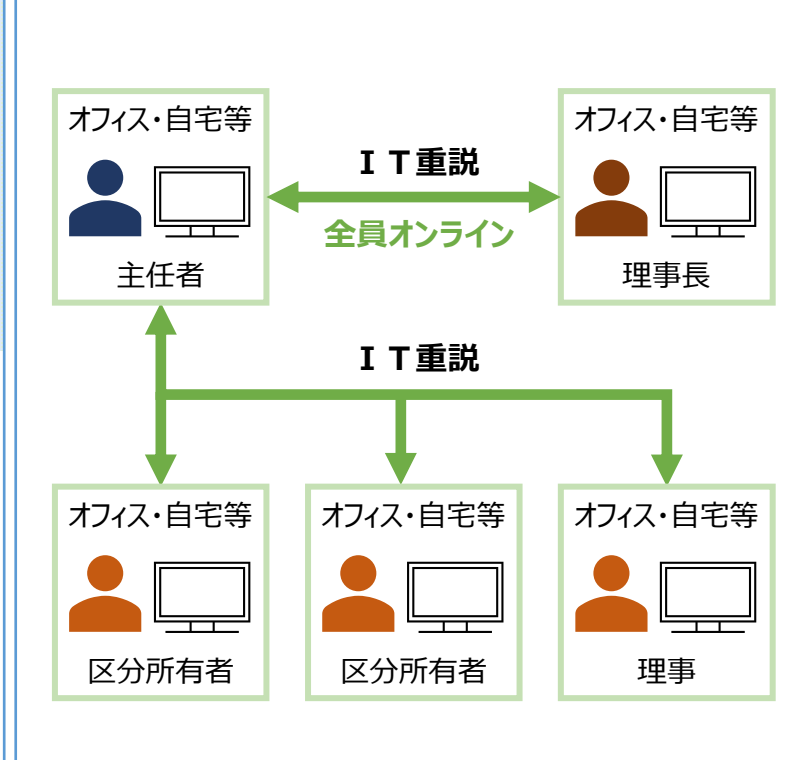 オフィス・自宅等
主任者
ＩＴ重説
全員オンライン
オフィス・自宅等
理事長
ＩＴ重説
オフィス・自宅等
区分所有者
オフィス・自宅等
区分所有者
オフィス・自宅等
理事